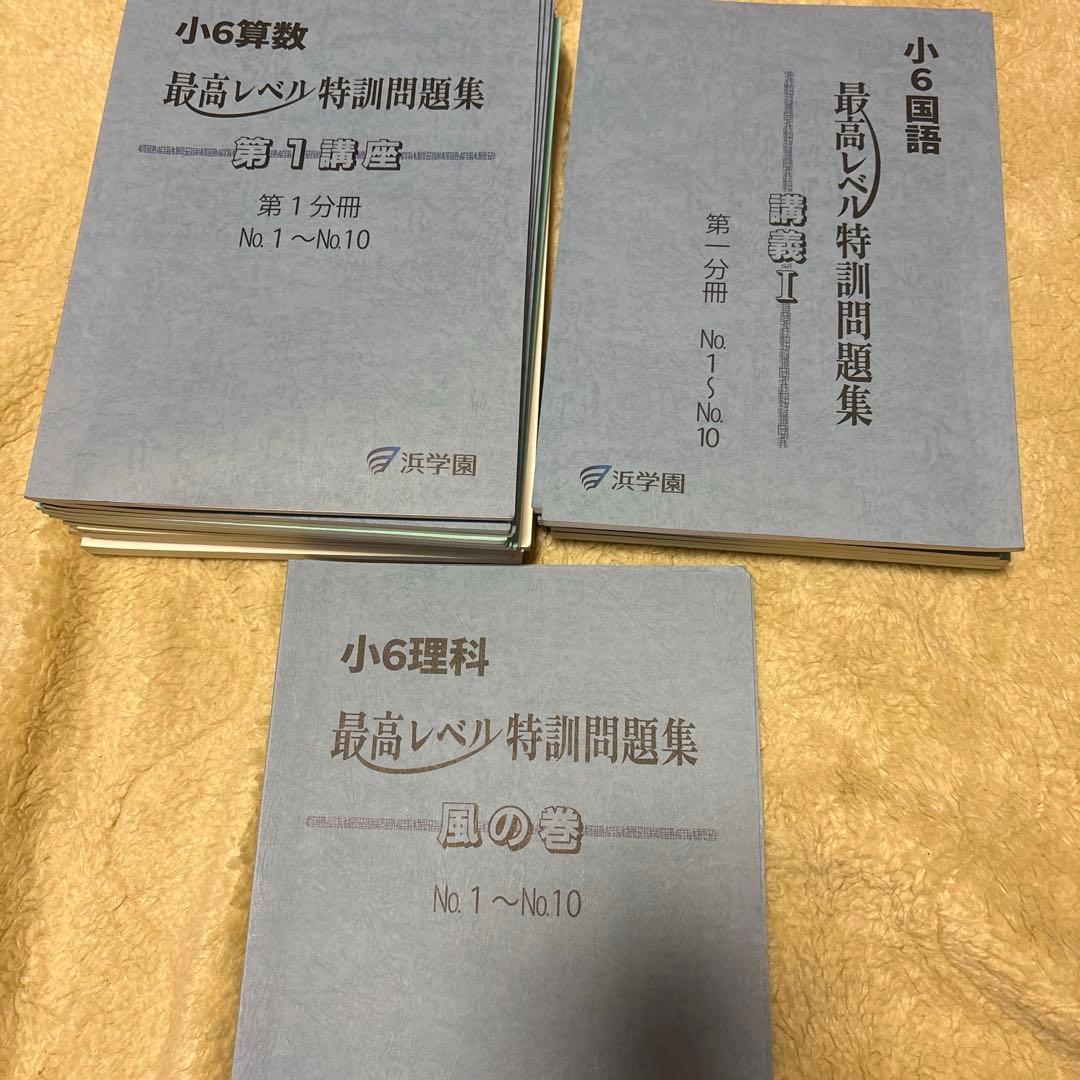 小6算数
最高レベル特訓問題集
第1講座
第1分冊
No.1～No.10
浜学園
小6国語
最高レベル特訓問題集
講義I
第一分冊 No.1～No.10
浜学園
小6理科
最高レベル特訓問題集
風の巻
No.1～No.10